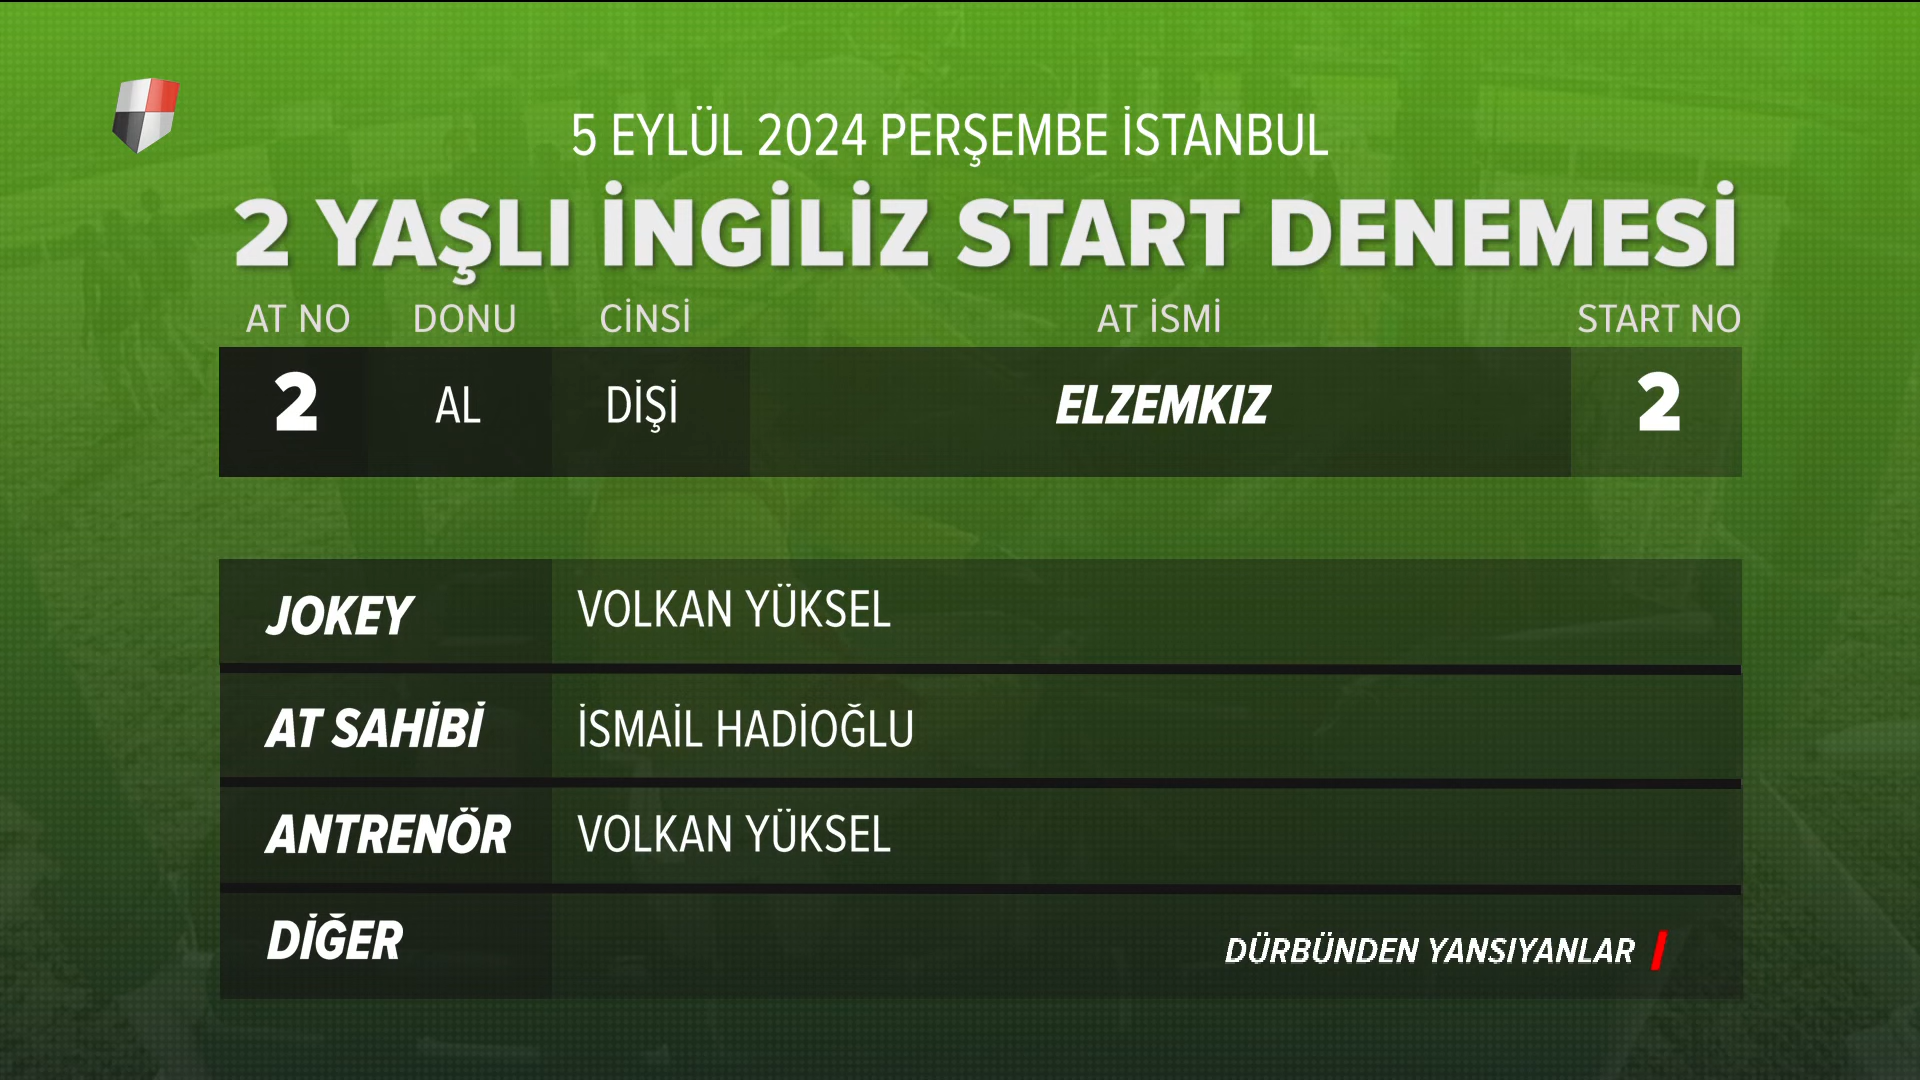 5 EYLÜL 2024 PERŞEMBE İSTANBUL
2 YAŞLI İNGİLİZ START DENEMESİ
AT NO DONU CİNSİ AT İSMİ START NO
2 AL DİŞİ ELZEMKIZ 2
JOKEY VOLKAN YÜKSEL
AT SAHİBİ İSMAİL HADİOĞLU
ANTRENÖR VOLKAN YÜKSEL
DİĞER
DÜRBÜNDEN YANSIYANLAR